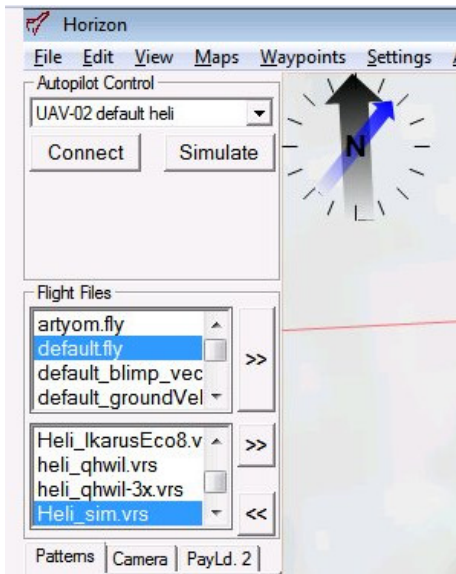 Horizon
File Edit View Maps Waypoints Settings
Autopilot Control
UAV-02 default heli
Connect Simulate
N
Flight Files
artyom.fly
default.fly
default_blimp_vec
default_groundVel
>>
Heli_IkarusEco8.v
heli_qhwil.vrs
heli_qhwil-3x.vrs
Heli_sim.vrs
>>
<<
Patterns Camera PayLd. 2